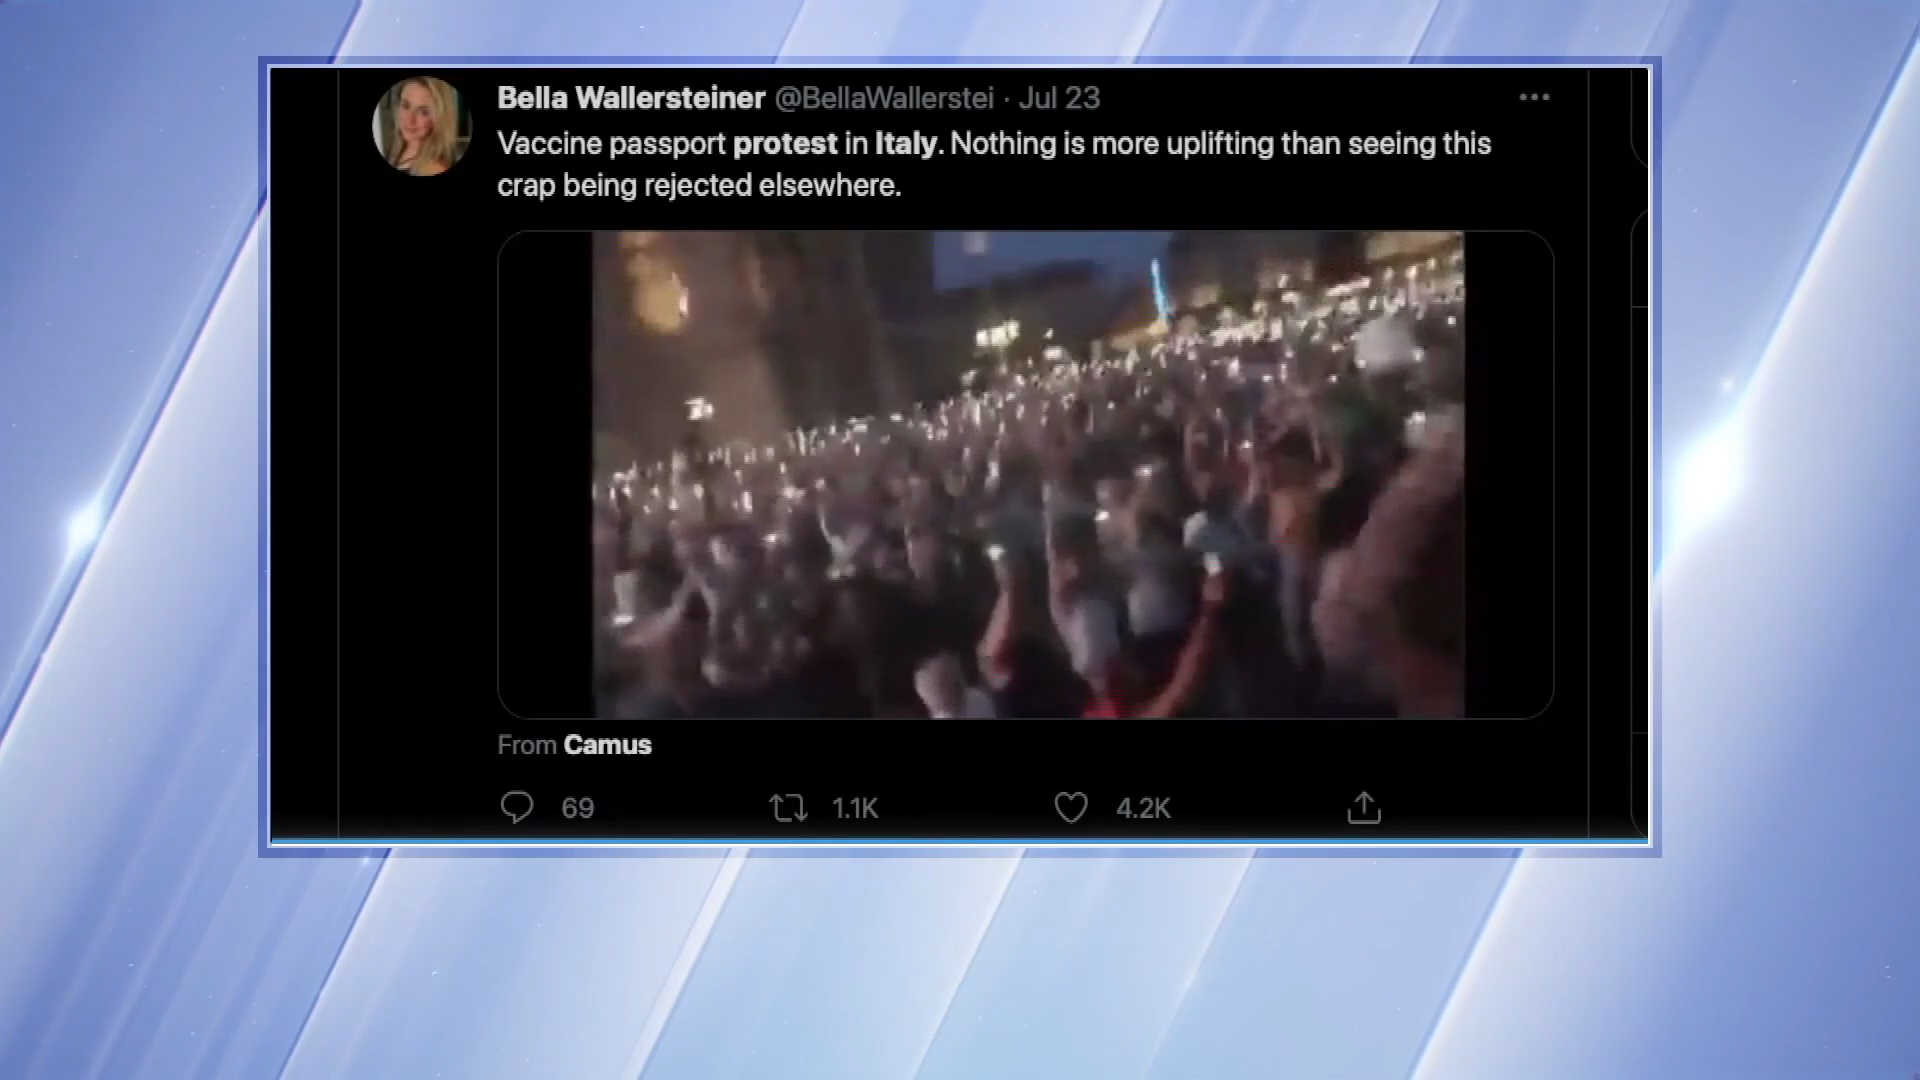 Bella Wallersteiner @BellaWallerstei · Jul 23
Vaccine passport protest in Italy. Nothing is more uplifting than seeing this
crap being rejected elsewhere.
From Camus
69 1.1K 4.2K